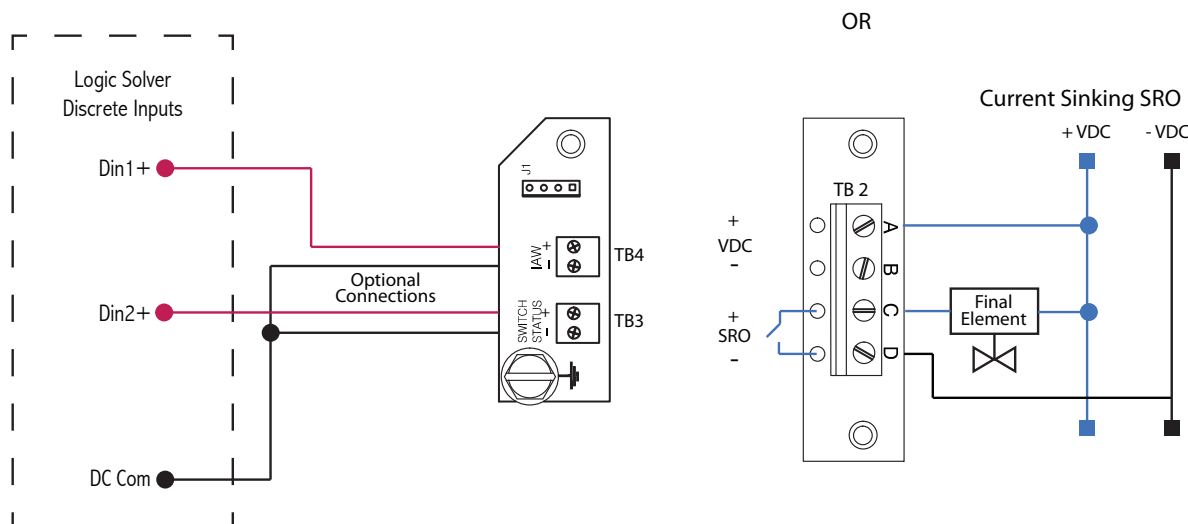 OR
Logic Solver
Discrete Inputs
Din1+
Din2+
DC Com
Optional
Connections
J1
IAW
+
-
TB4
SWITCH
STATUS
+
-
TB3
Current Sinking SRO
+ VDC
- VDC
TB 2
+
VDC
-
+
SRO
-
A
B
C
D
Final
Element